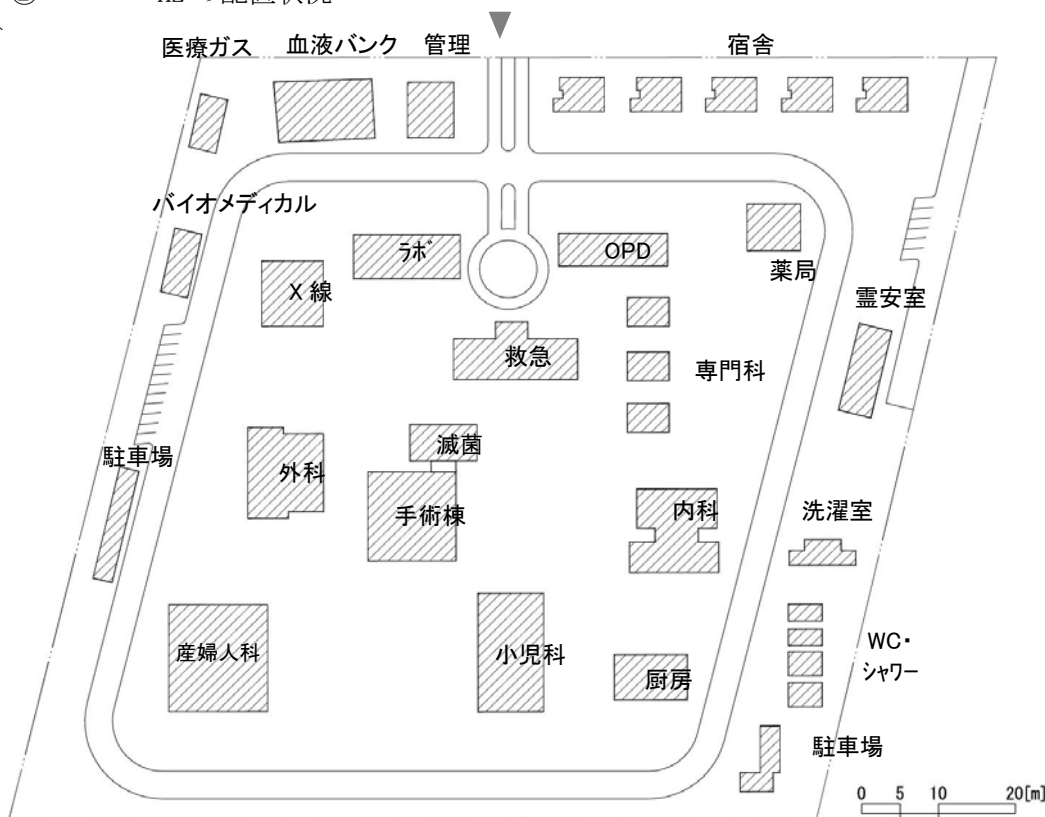 医療ガス
血液バンク
管理
宿舎
バイオメディカル
X 線
ラボ
OPD
薬局
霊安室
救急
専門科
駐車場
外科
滅菌
手術棟
内科
洗濯室
産婦人科
小児科
厨房
WC・
シャワー
駐車場
0 5 10 20[m]